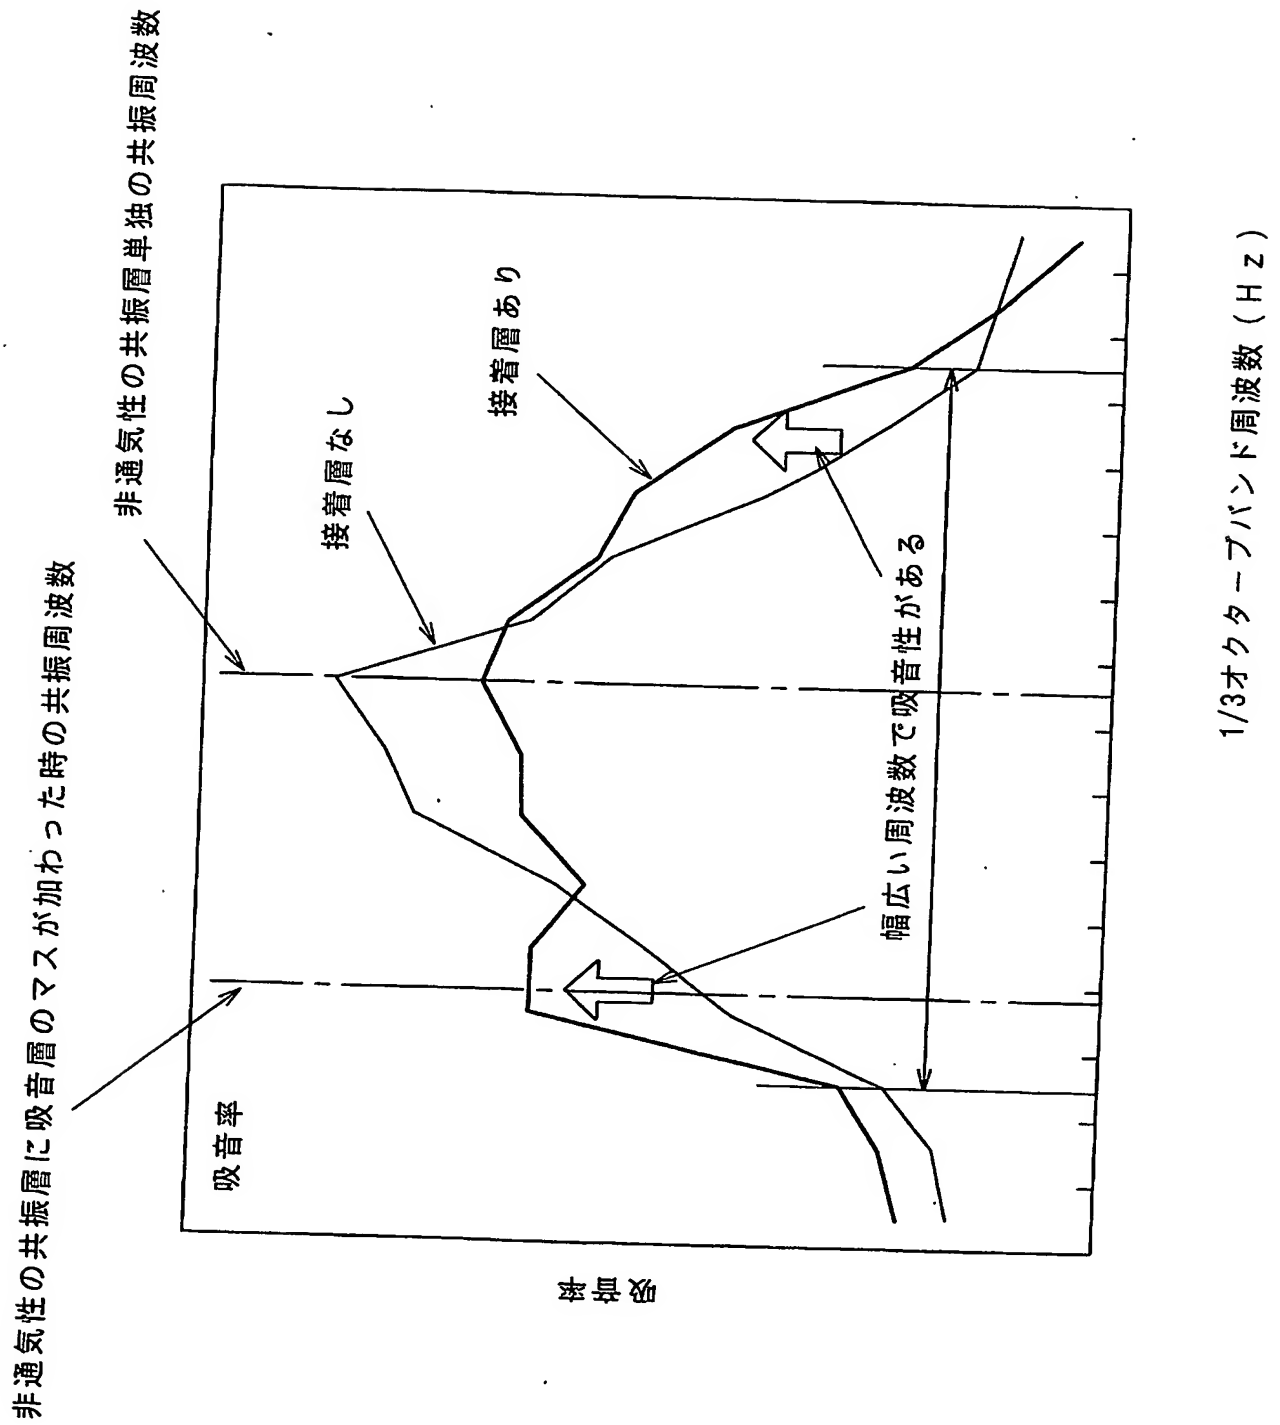 非通気性の共振層に吸音層のマスが加わった時の共振周波数
非通気性の共振層単独の共振周波数
吸音率
接着層なし
接着層あり
幅広い周波数で吸音性がある
吸音率
1/3オクターブバンド周波数(Hz)